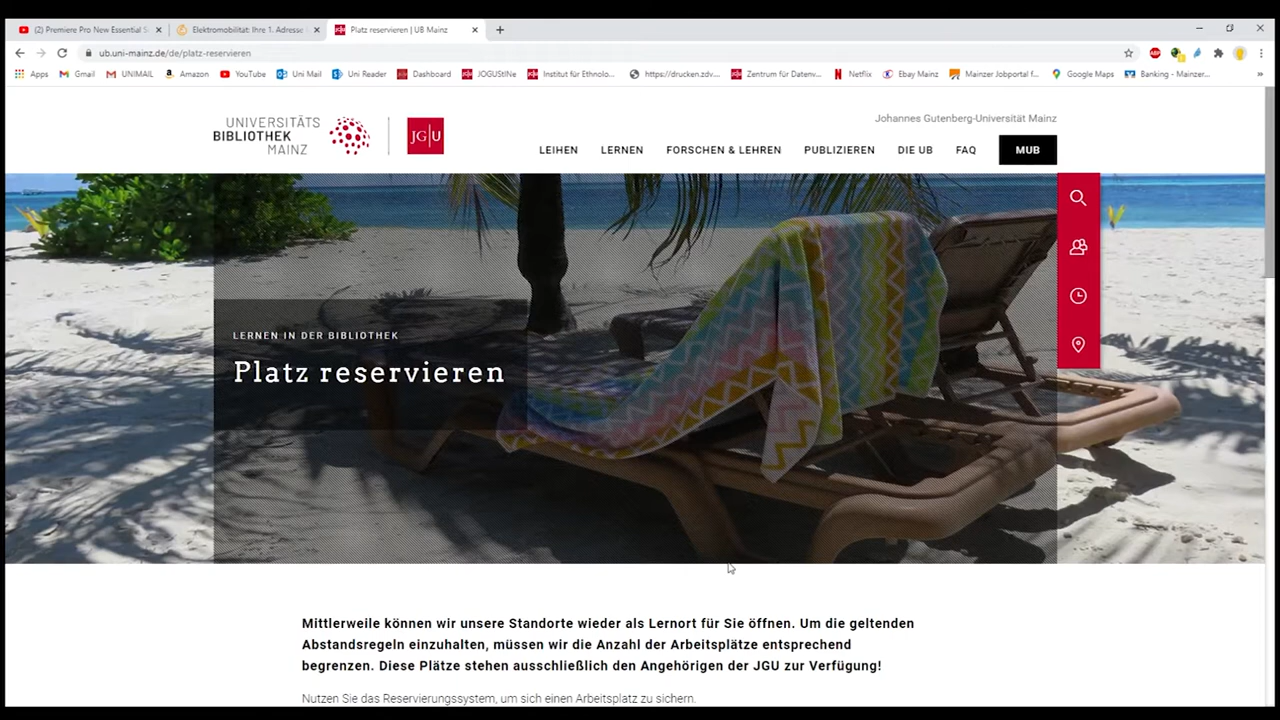 (2) Premiere Pro New Essential S
Elektromobilität: Ihre 1. Adresse
Platz reservieren | UB Mainz
ub.uni-mainz.de/de/platz-reservieren
Apps
Gmail
UNIMAIL
Amazon
YouTube
Uni Mail
Uni Reader
Dashboard
JOGUStINe
Institut für Ethnolo...
https://drucken.zdv...
Zentrum für Datenv...
Netflix
Ebay Mainz
Mainzer Jobportal f...
Google Maps
Banking - Mainzer...
UNIVERSITÄTS
BIBLIOTHEK
MAINZ
JG|U
Johannes Gutenberg-Universität Mainz
LEIHEN
LERNEN
FORSCHEN & LEHREN
PUBLIZIEREN
DIE UB
FAQ
MUB
LERNEN IN DER BIBLIOTHEK
Platz reservieren
Mittlerweile können wir unsere Standorte wieder als Lernort für Sie öffnen. Um die geltenden
Abstandsregeln einzuhalten, müssen wir die Anzahl der Arbeitsplätze entsprechend
begrenzen. Diese Plätze stehen ausschließlich den Angehörigen der JGU zur Verfügung!
Nutzen Sie das Reservierungssystem, um sich einen Arbeitsplatz zu sichern.